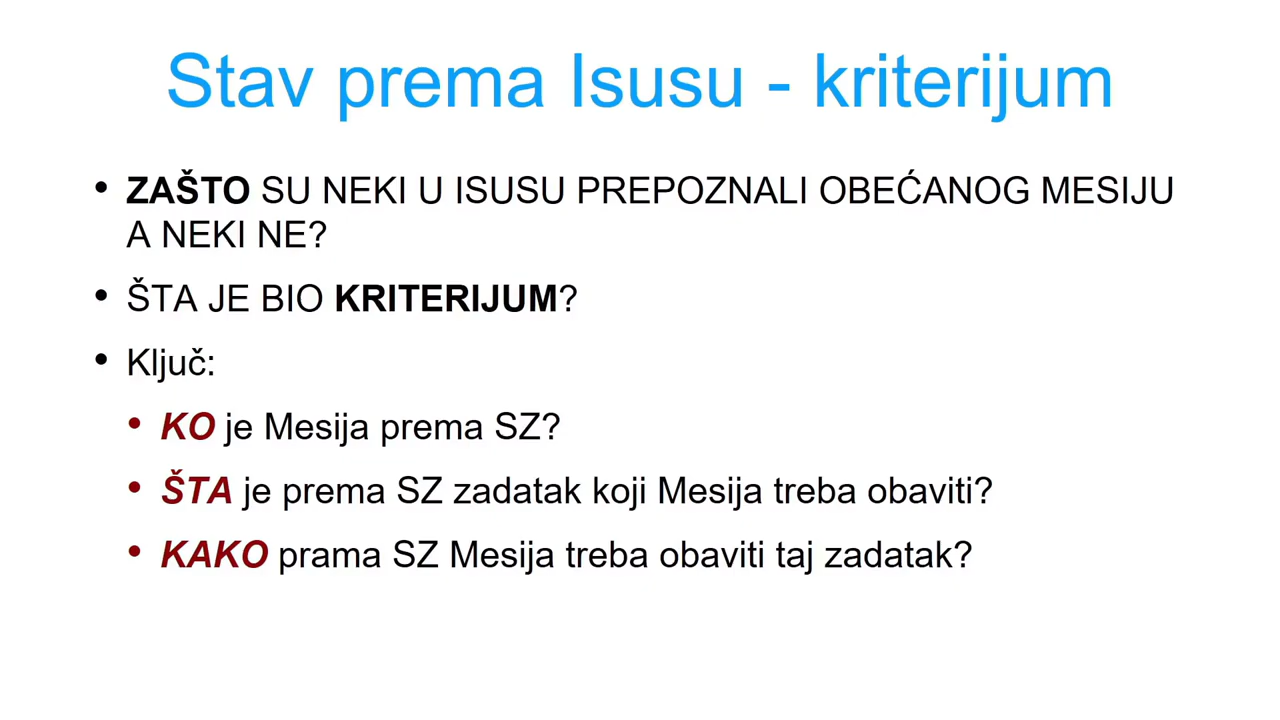 Stav prema Isusu - kriterijum
• ZAŠTO SU NEKI U ISUSU PREPOZNALI OBEĆANOG MESIJU
A NEKI NE?
• ŠTA JE BIO KRITERIJUM?
• Ključ:
• KO je Mesija prema SZ?
• ŠTA je prema SZ zadatak koji Mesija treba obaviti?
• KAKO prama SZ Mesija treba obaviti taj zadatak?